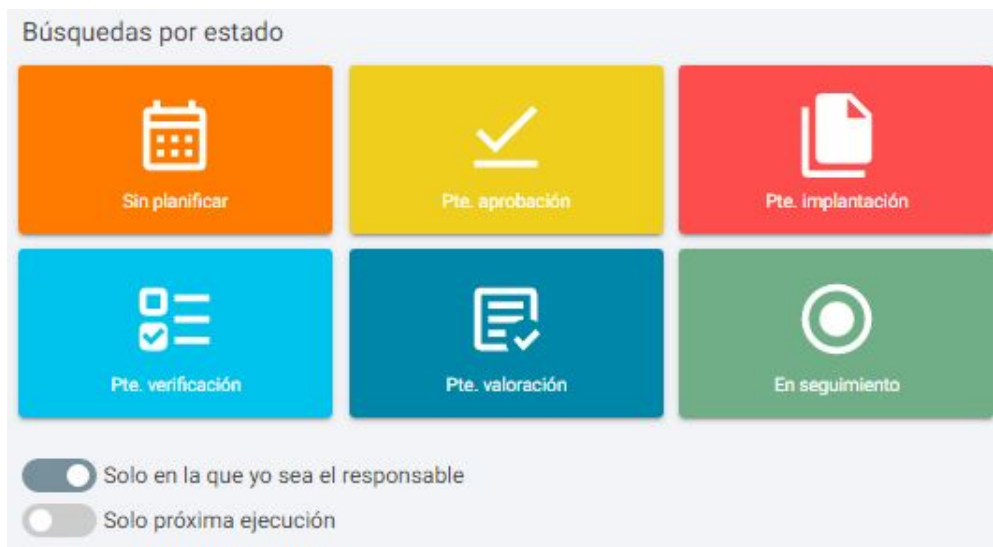 Búsquedas por estado
Sin planificar
Pte. aprobación
Pte. implantación
Pte. verificación
Pte. valoración
En seguimiento
Solo en la que yo sea el responsable
Solo próxima ejecución